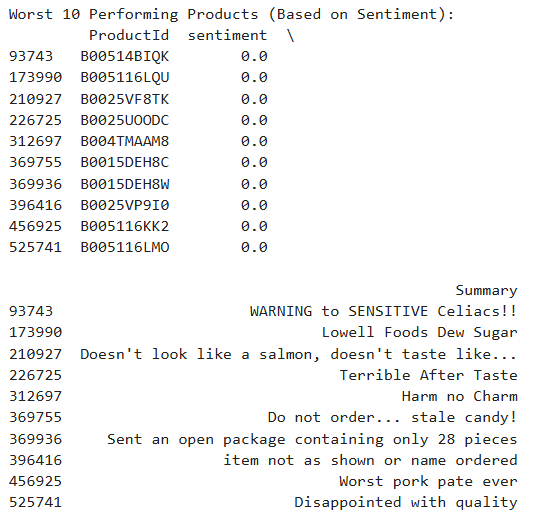 Worst 10 Performing Products (Based on Sentiment):
ProductId sentiment \
93743 B00514BIQK 0.0
173990 B005116LQU 0.0
210927 B0025VF8TK 0.0
226725 B0025UOODC 0.0
312697 B004TMAAM8 0.0
369755 B0015DEH8C 0.0
369936 B0015DEH8W 0.0
396416 B0025VP9I0 0.0
456925 B005116KK2 0.0
525741 B005116LMO 0.0
Summary
93743 WARNING to SENSITIVE Celiacs!!
173990 Lowell Foods Dew Sugar
210927 Doesn't look like a salmon, doesn't taste like...
226725 Terrible After Taste
312697 Harm no Charm
369755 Do not order... stale candy!
369936 Sent an open package containing only 28 pieces
396416 item not as shown or name ordered
456925 Worst pork pate ever
525741 Disappointed with quality